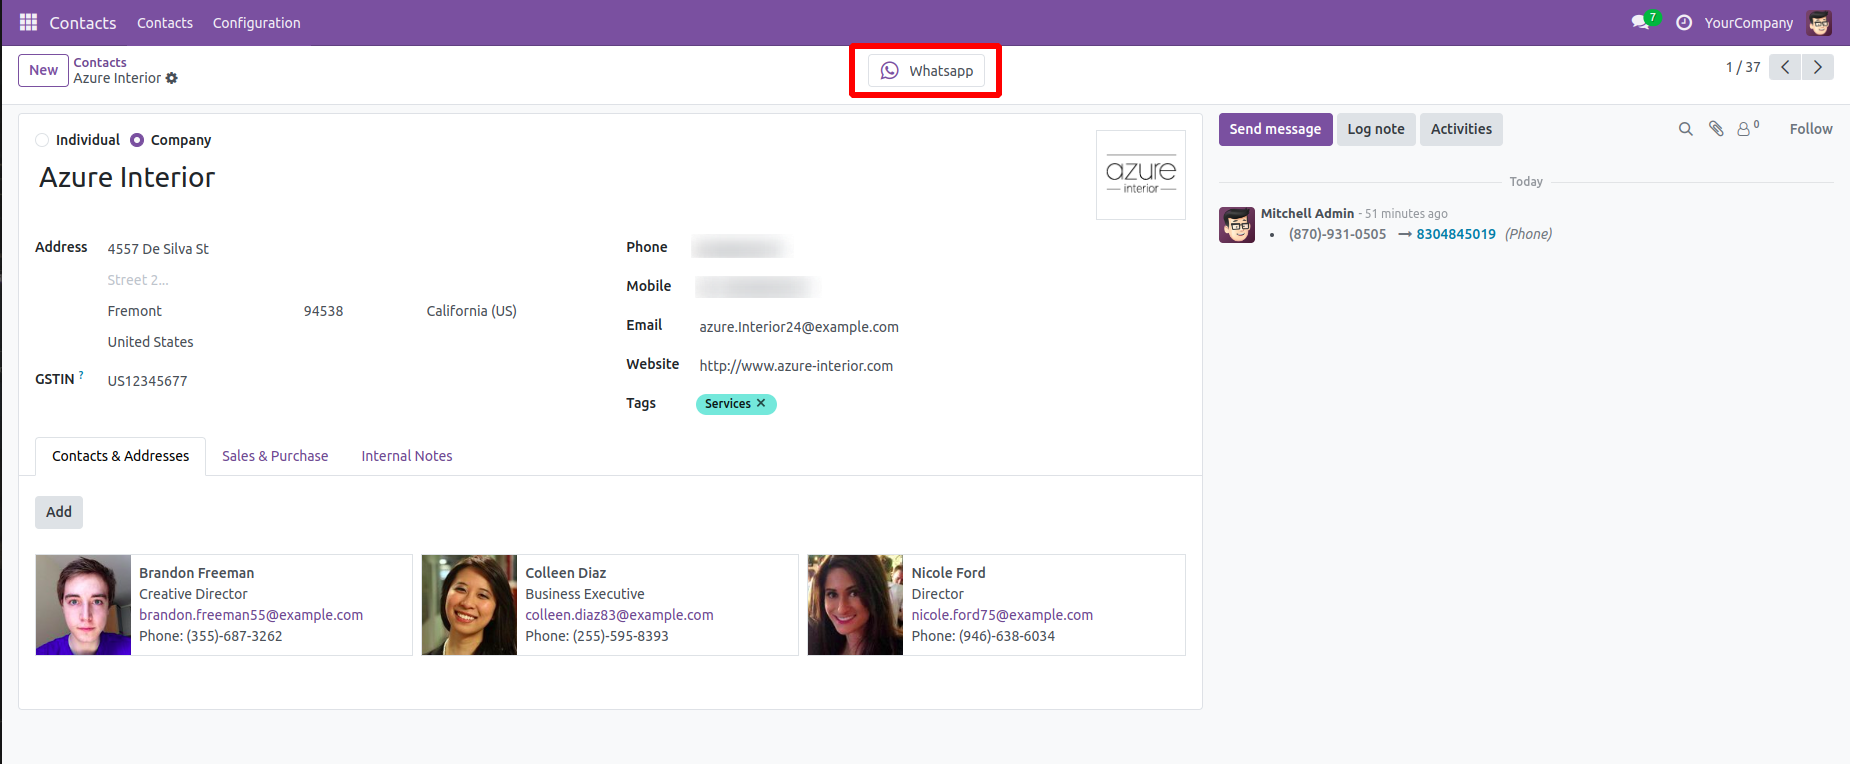 Contacts Contacts Configuration 7 YourCompany
New Contacts
Azure Interior
Whatsapp
1 / 37
Individual Company
Azure Interior
azure
interior
Address 4557 De Silva St
Street 2...
Fremont 94538 California (US)
United States
GSTIN ? US12345677
Phone
Mobile
Email azure.Interior24@example.com
Website http://www.azure-interior.com
Tags Services ✕
Contacts & Addresses Sales & Purchase Internal Notes
Add
Brandon Freeman
Creative Director
brandon.freeman55@example.com
Phone: (355)-687-3262
Colleen Diaz
Business Executive
colleen.diaz83@example.com
Phone: (255)-595-8393
Nicole Ford
Director
nicole.ford75@example.com
Phone: (946)-638-6034
Send message Log note Activities 0 Follow
Today
Mitchell Admin - 51 minutes ago
• (870)-931-0505 → 8304845019 (Phone)